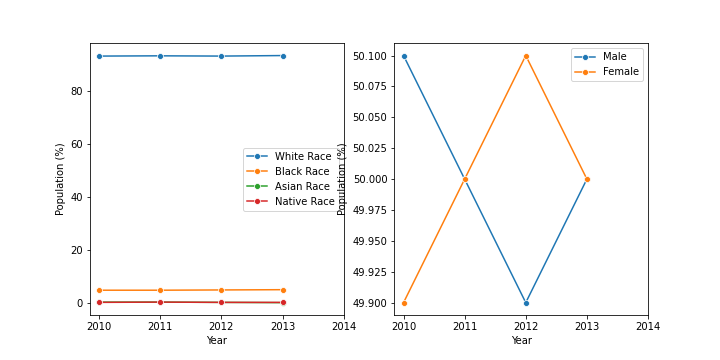 80
60
40
20
0
Population (%)
2010 2011 2012 2013 2014
Year
White Race
Black Race
Asian Race
Native Race
50.100
50.075
50.050
50.025
50.000
49.975
49.950
49.925
49.900
Population (%)
2010 2011 2012 2013 2014
Year
Male
Female